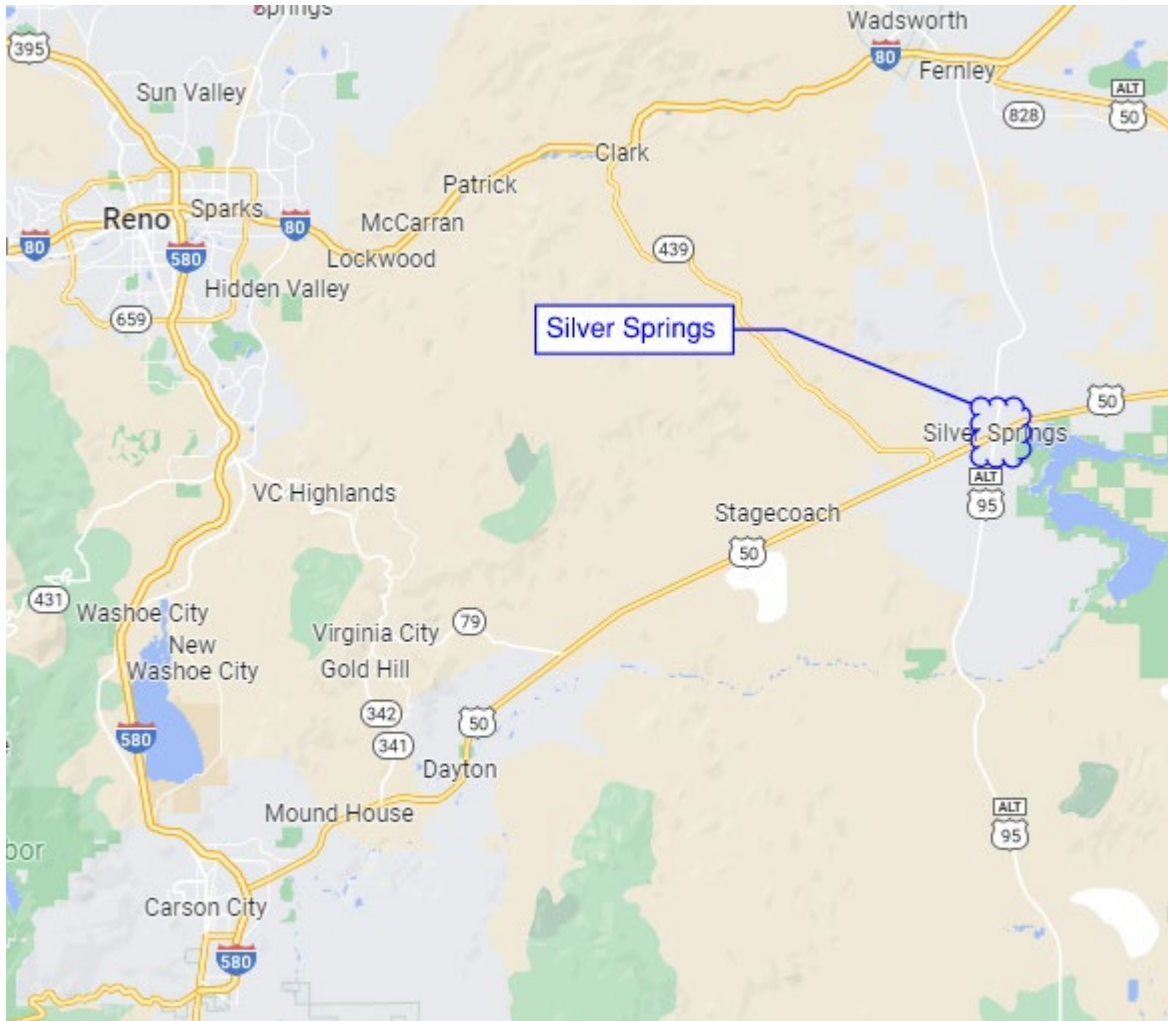 Springs
Wadsworth
395
80
Fernley
Sun Valley
ALT
50
828
Clark
Patrick
Reno
Sparks
80
McCarran
80
580
Lockwood
439
Hidden Valley
659
Silver Springs
50
Silver Springs
ALT
95
VC Highlands
Stagecoach
50
431
Washoe City
79
New
Washoe City
Virginia City
Gold Hill
342
50
580
341
Dayton
Mound House
ALT
95
bor
Carson City
580